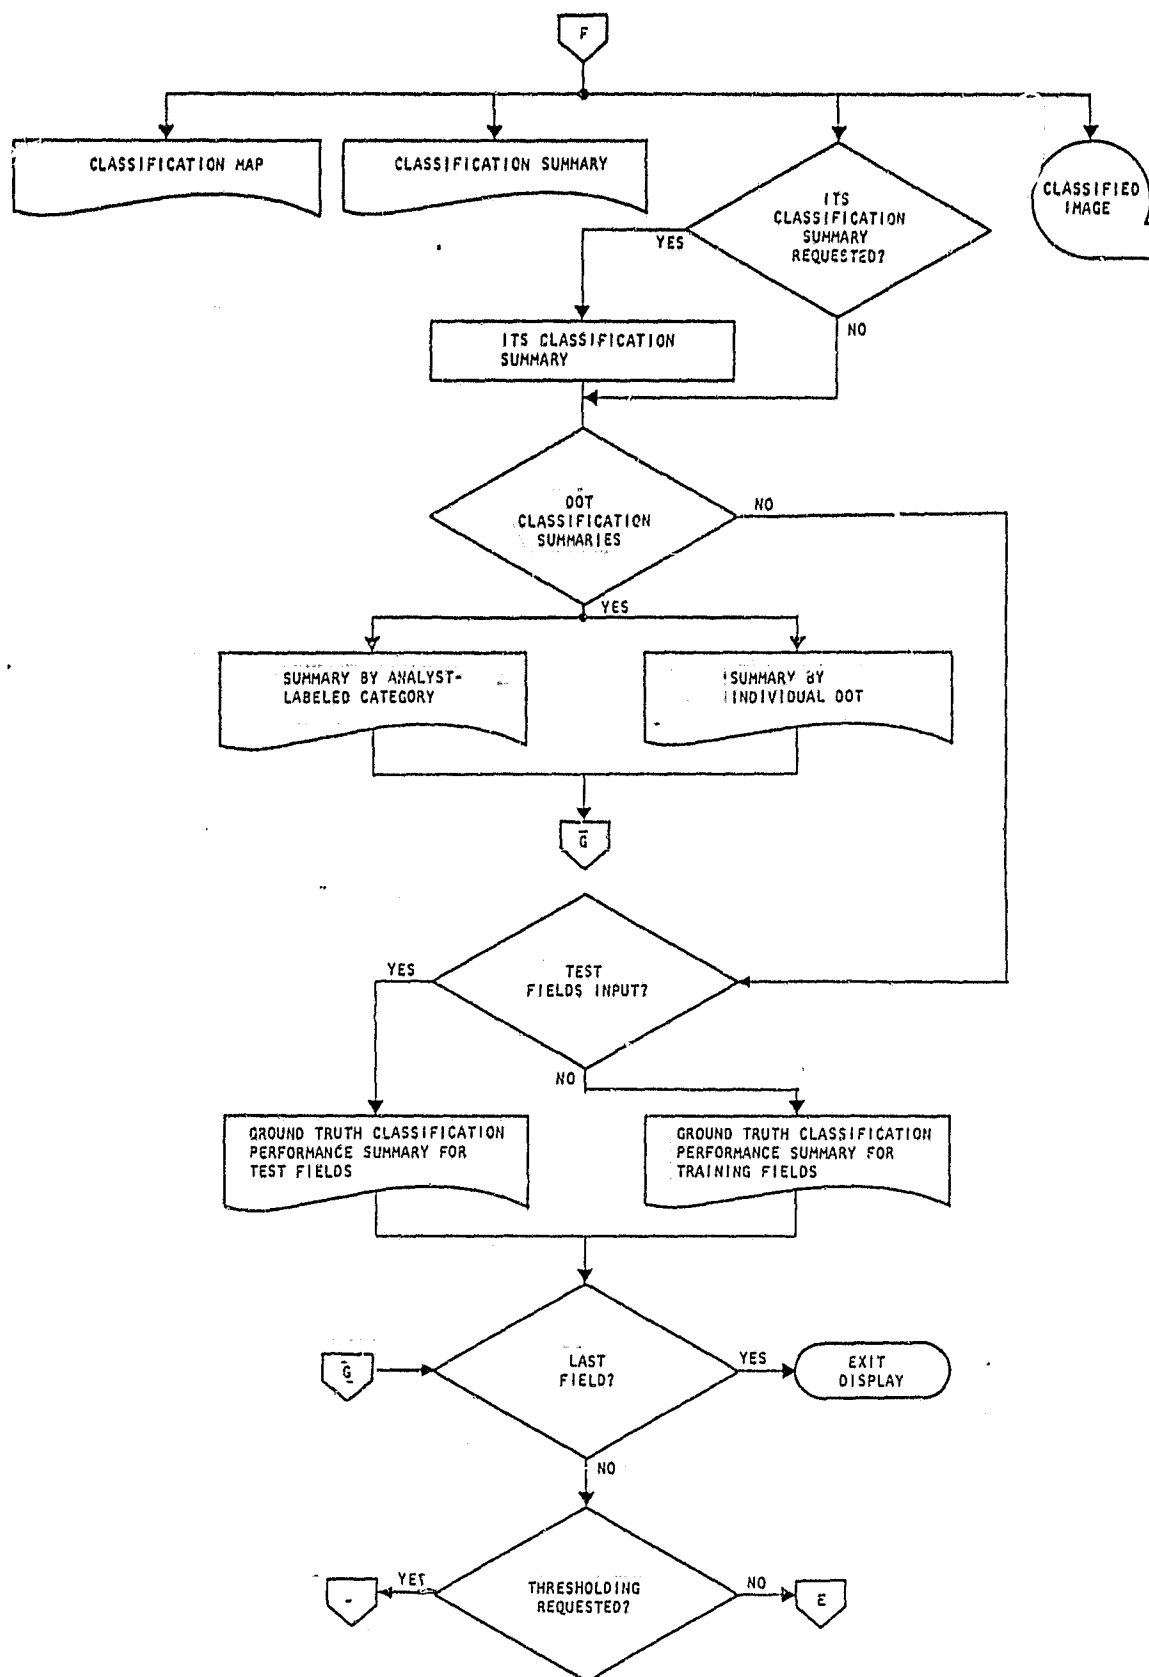 F
CLASSIFICATION MAP
CLASSIFICATION SUMMARY
ITS
CLASSIFICATION
SUMMARY
REQUESTED?
CLASSIFIED
IMAGE
YES
NO
ITS CLASSIFICATION
SUMMARY
DOT
CLASSIFICATION
SUMMARIES
NO
YES
SUMMARY BY ANALYST-
LABELED CATEGORY
SUMMARY BY
INDIVIDUAL DOT
G
TEST
FIELDS INPUT?
YES
NO
GROUND TRUTH CLASSIFICATION
PERFORMANCE SUMMARY FOR
TEST FIELDS
GROUND TRUTH CLASSIFICATION
PERFORMANCE SUMMARY FOR
TRAINING FIELDS
G
LAST
FIELD?
YES
EXIT
DISPLAY
NO
YES
THRESHOLDING
REQUESTED?
NO
E